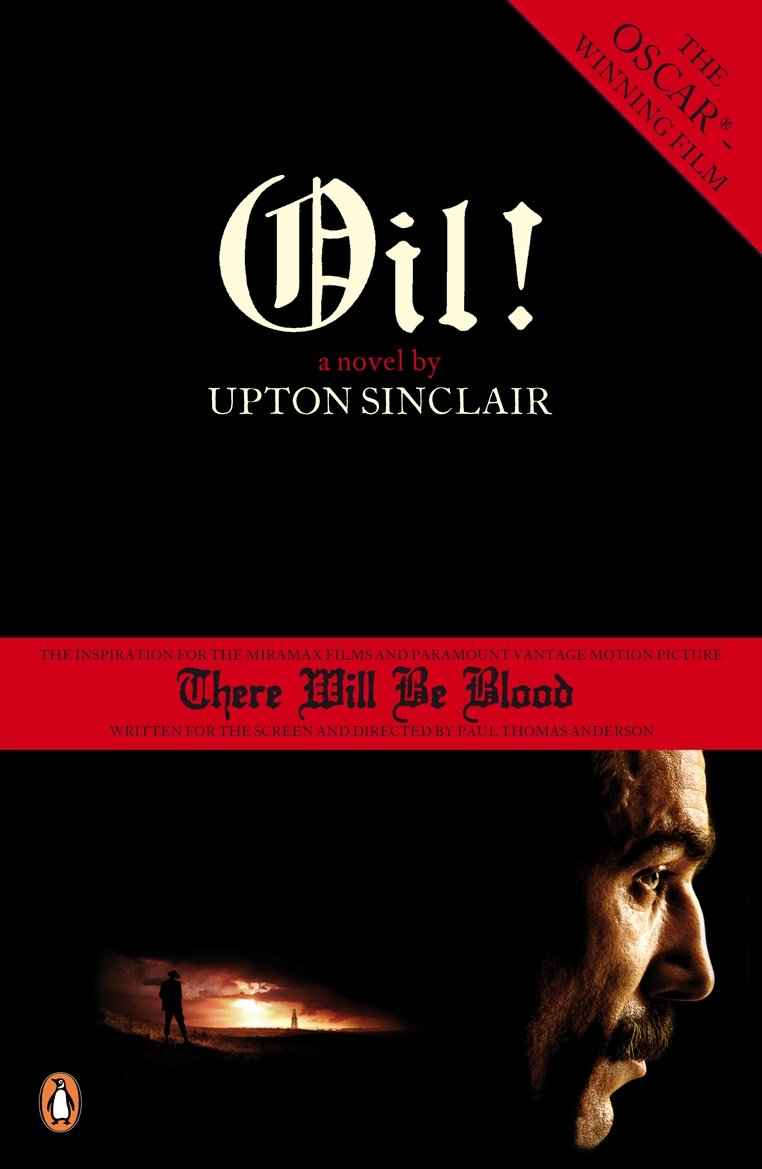 THE
OSCAR® -
WINNING FILM
Oil!
a novel by
UPTON SINCLAIR
THE INSPIRATION FOR THE MIRAMAX FILMS AND PARAMOUNT VANTAGE MOTION PICTURE
There Will Be Blood
WRITTEN FOR THE SCREEN AND DIRECTED BY PAUL THOMAS ANDERSON